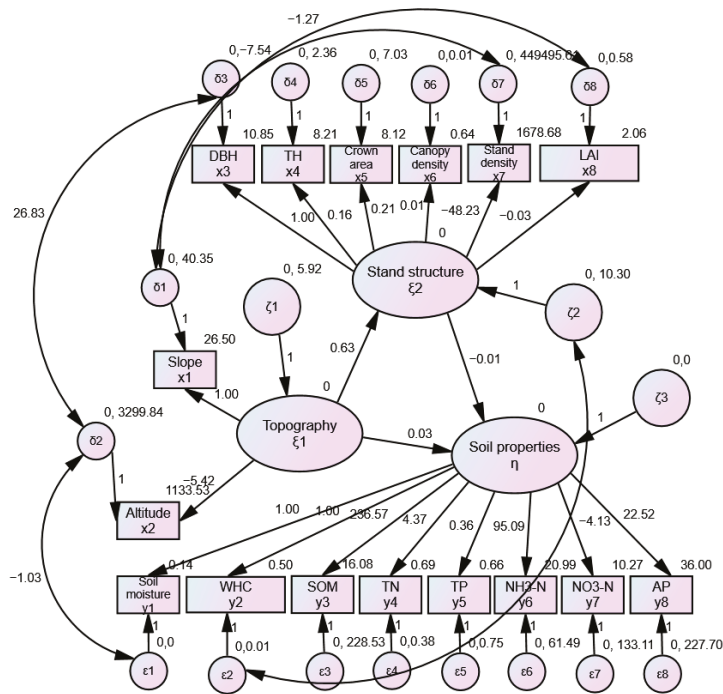 −1.27
0,−7.54
0, 2.36
0, 7.03
0,0.01
0, 449495.61
0,0.58
δ3
δ4
δ5
δ6
δ7
δ8
1
1
1
1
1
1
10.85
8.21
8.12
0.64
1678.68
2.06
DBH
x3
TH
x4
Crown
area
x5
Canopy
density
x6
Stand
density
x7
LAI
x8
26.83
1.00
0.16
0.21
0.01
−48.23
−0.03
0
0, 40.35
δ1
0, 5.92
ζ1
Stand structure
ξ2
1
0, 10.30
ζ2
1
26.50
Slope
x1
1
0.63
−0.01
0,0
ζ3
1.00
0
Topography
ξ1
0.03
0
Soil properties
η
1
0, 3299.84
δ2
1
−5.42
1133.53
Altitude
x2
1.00
1.00
236.57
4.37
0.36
95.09
−4.13
22.52
−1.03
0.14
0.50
16.08
0.69
0.66
20.99
10.27
36.00
Soil
moisture
y1
WHC
y2
SOM
y3
TN
y4
TP
y5
NH3-N
y6
NO3-N
y7
AP
y8
1
1
1
1
1
1
1
1
0,0
0,0.01
0, 228.53
0,0.38
0,0.75
0, 61.49
0, 133.11
0, 227.70
ε1
ε2
ε3
ε4
ε5
ε6
ε7
ε8